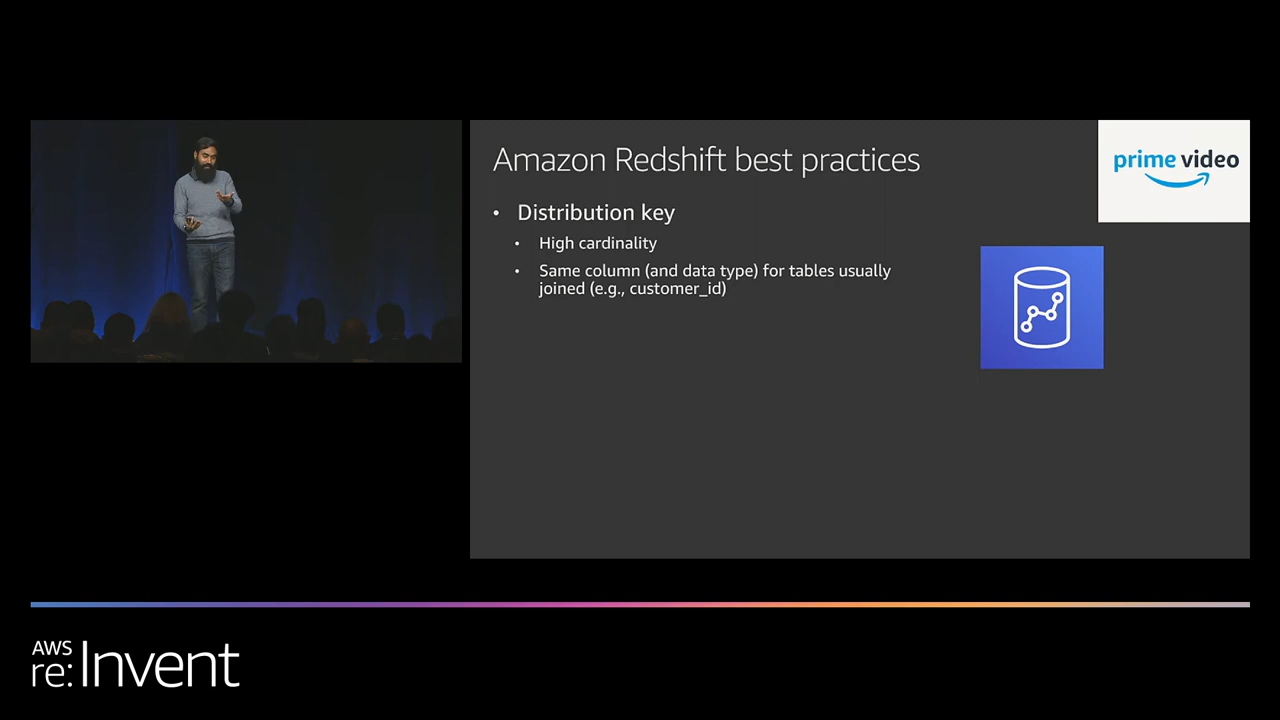 Amazon Redshift best practices
prime video
• Distribution key
• High cardinality
• Same column (and data type) for tables usually
joined (e.g., customer_id)
AWS
re:Invent